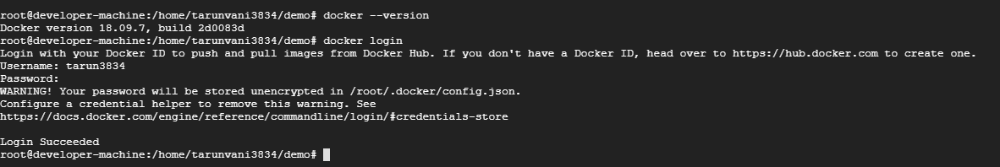 root@developer-machine:/home/tarunvani3834/demo# docker --version
Docker version 18.09.7, build 2d0083d
root@developer-machine:/home/tarunvani3834/demo# docker login
Login with your Docker ID to push and pull images from Docker Hub. If you don't have a Docker ID, head over to https://hub.docker.com to create one.
Username: tarun3834
Password:
WARNING! Your password will be stored unencrypted in /root/.docker/config.json.
Configure a credential helper to remove this warning. See
https://docs.docker.com/engine/reference/commandline/login/#credentials-store
Login Succeeded
root@developer-machine:/home/tarunvani3834/demo#